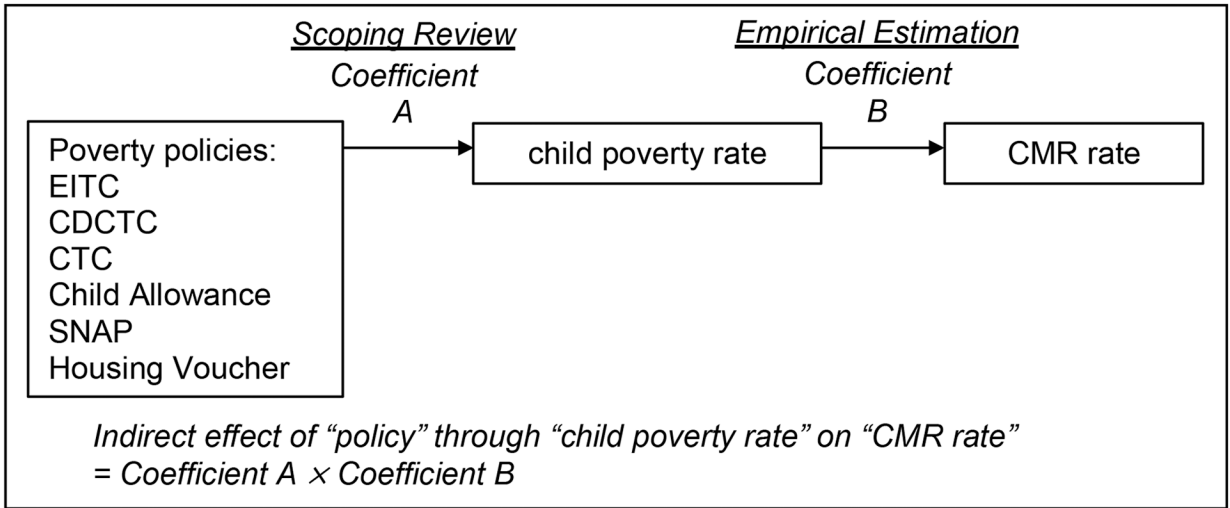 Scoping Review
Coefficient
A
Empirical Estimation
Coefficient
B
Poverty policies:
EITC
CDCTC
CTC
Child Allowance
SNAP
Housing Voucher
child poverty rate
CMR rate
Indirect effect of “policy” through “child poverty rate” on “CMR rate”
= Coefficient A × Coefficient B